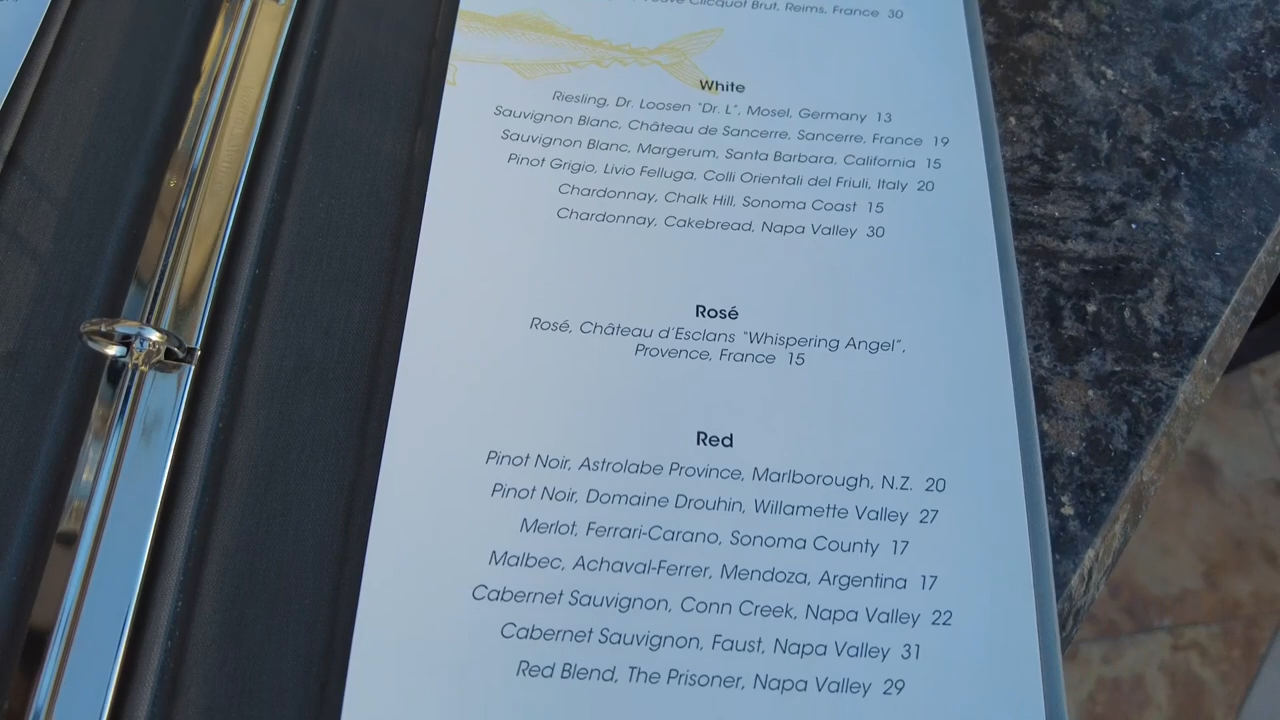 Clicquot Brut, Reims, France 30
White
Riesling, Dr. Loosen "Dr. L", Mosel, Germany 13
Sauvignon Blanc, Château de Sancerre, Sancerre, France 19
Sauvignon Blanc, Margerum, Santa Barbara, California 15
Pinot Grigio, Livio Felluga, Colli Orientali del Friuli, Italy 20
Chardonnay, Chalk Hill, Sonoma Coast 15
Chardonnay, Cakebread, Napa Valley 30
Rosé
Rosé, Château d'Esclans "Whispering Angel",
Provence, France 15
Red
Pinot Noir, Astrolabe Province, Marlborough, N.Z. 20
Pinot Noir, Domaine Drouhin, Willamette Valley 27
Merlot, Ferrari-Carano, Sonoma County 17
Malbec, Achaval-Ferrer, Mendoza, Argentina 17
Cabernet Sauvignon, Conn Creek, Napa Valley 22
Cabernet Sauvignon, Faust, Napa Valley 31
Red Blend, The Prisoner, Napa Valley 29